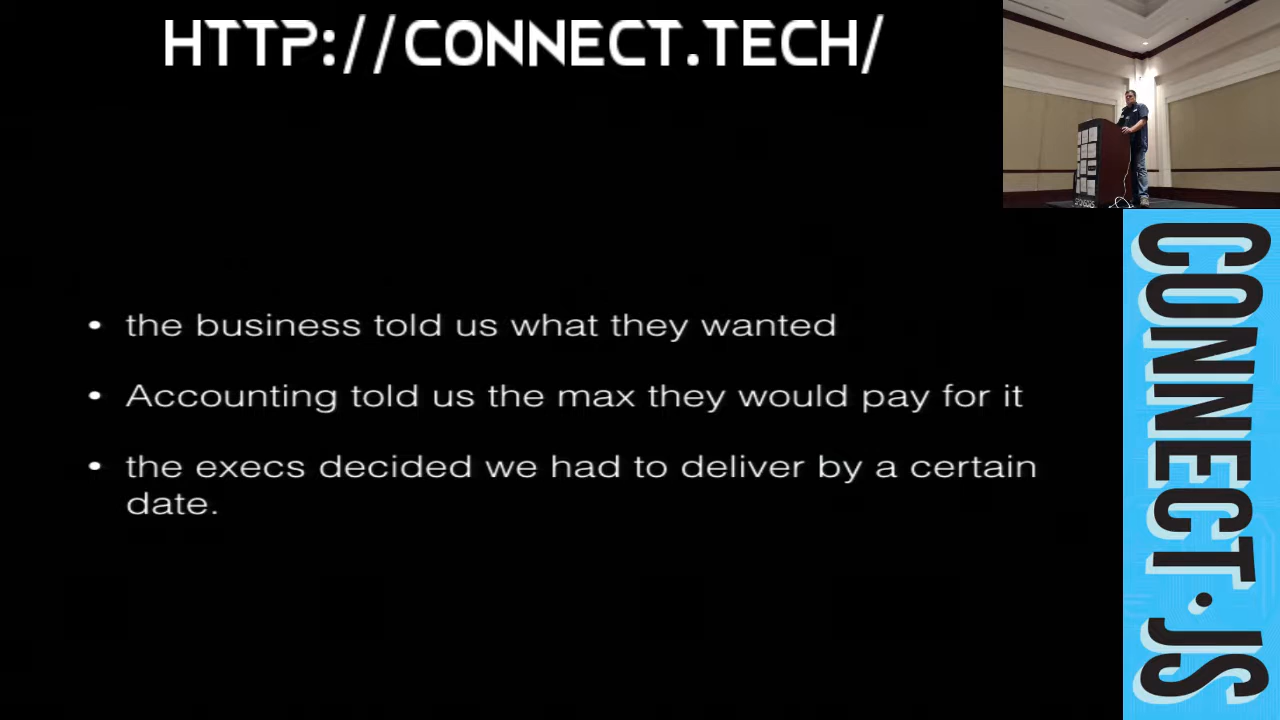 HTTP://CONNECT.TECH/
• the business told us what they wanted
• Accounting told us the max they would pay for it
• the execs decided we had to deliver by a certain
date.
CONNECT.JS